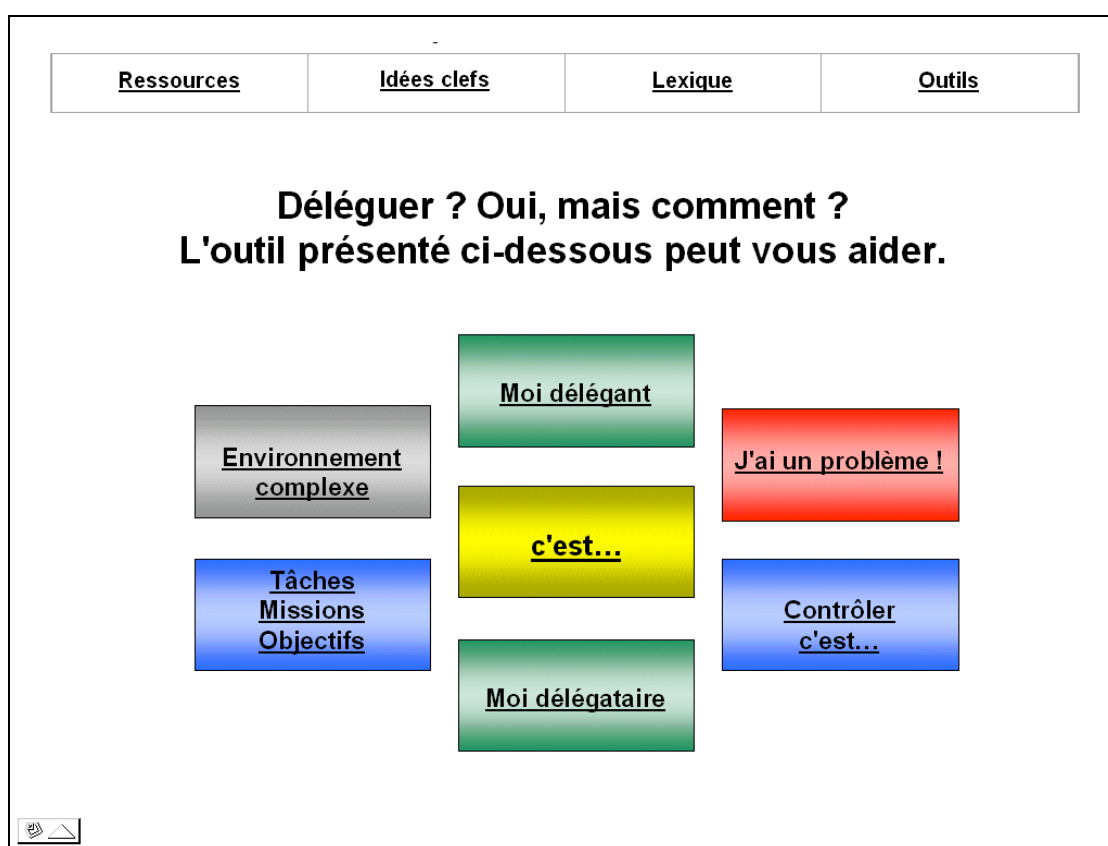 Ressources
Idées clefs
Lexique
Outils
Déléguer ? Oui, mais comment ?
L'outil présenté ci-dessous peut vous aider.
Moi délégant
Environnement
complexe
J'ai un problème !
c'est...
Tâches
Missions
Objectifs
Contrôler
c'est...
Moi délégataire